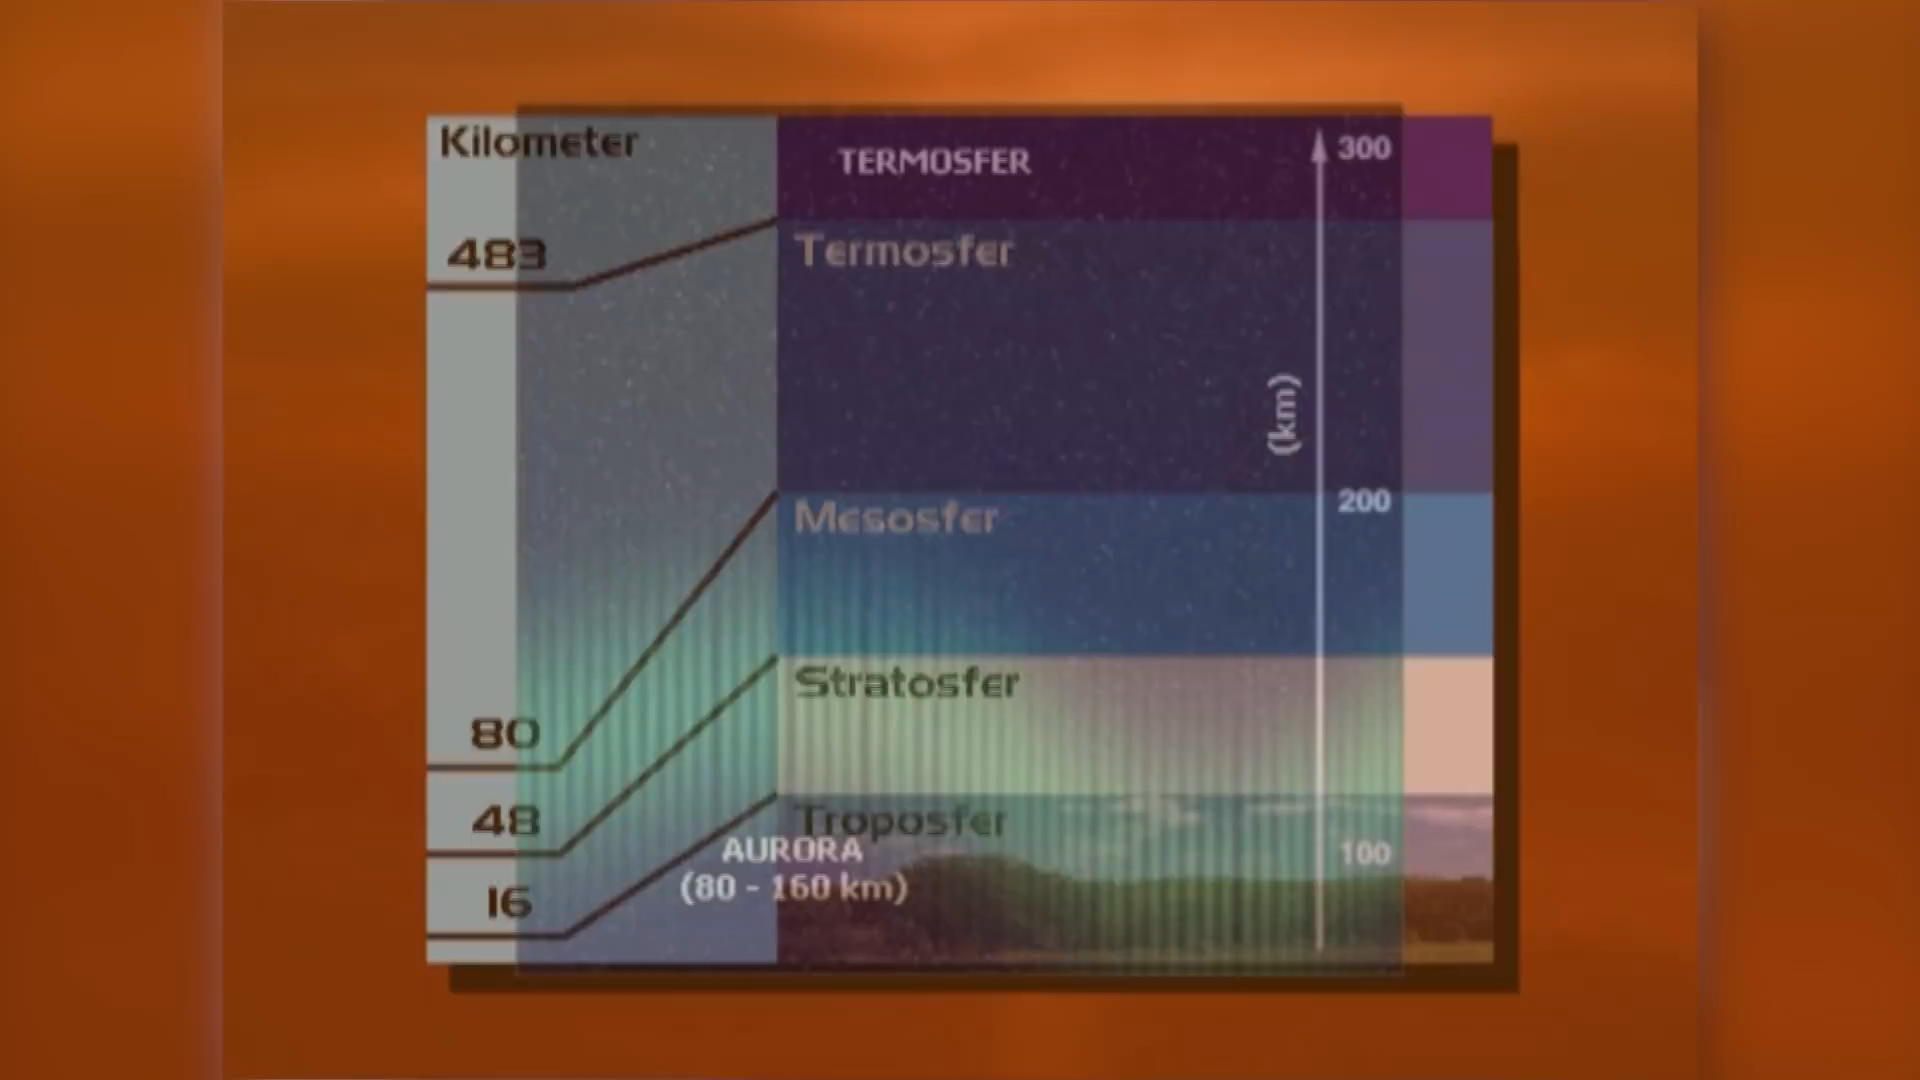 Kilometer
TERMOSFER
300
483
Termosfer
(km)
200
Mesosfer
Stratosfer
80
48
Troposfer
AURORA
100
(80 - 160 km)
16